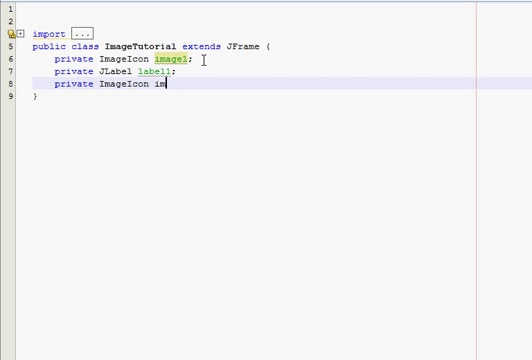 1
2
import ...
5 public class ImageTutorial extends JFrame {
6 private ImageIcon image1;
7 private JLabel label1;
8 private ImageIcon im
9 }